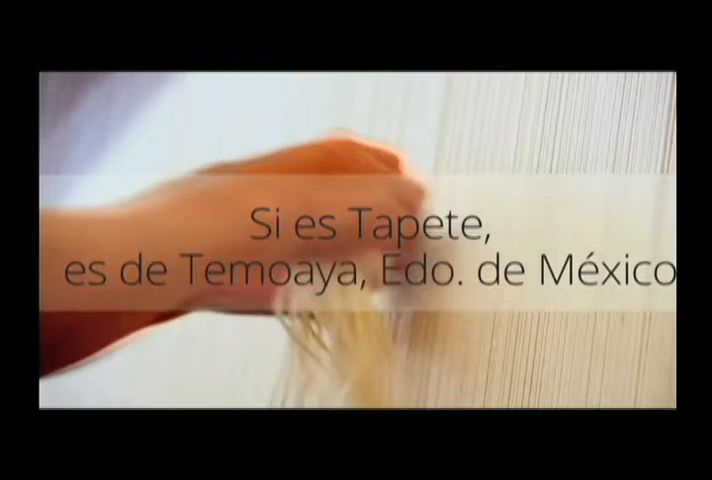 Si es Tapete,
es de Temoaya, Edo. de México